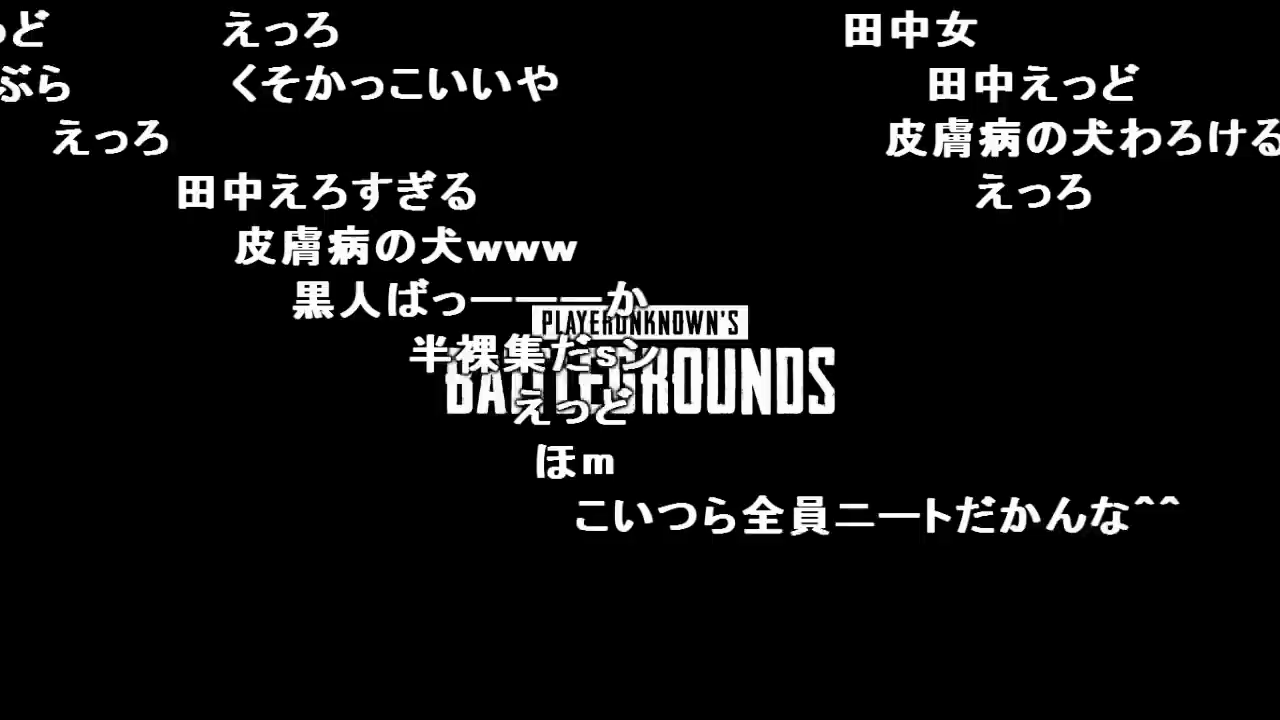 っど
えっろ
田中女
ぶら
くそかっこいいや
田中えっど
えっろ
皮膚病の犬わろける
田中えろすぎる
えっろ
皮膚病の犬www
黒人ばっーーーか
PLAYERUNKNOWN'S
半裸集だsン
BATTLEGROUNDS
えっど
ほm
こいつら全員ニートだかんな^^